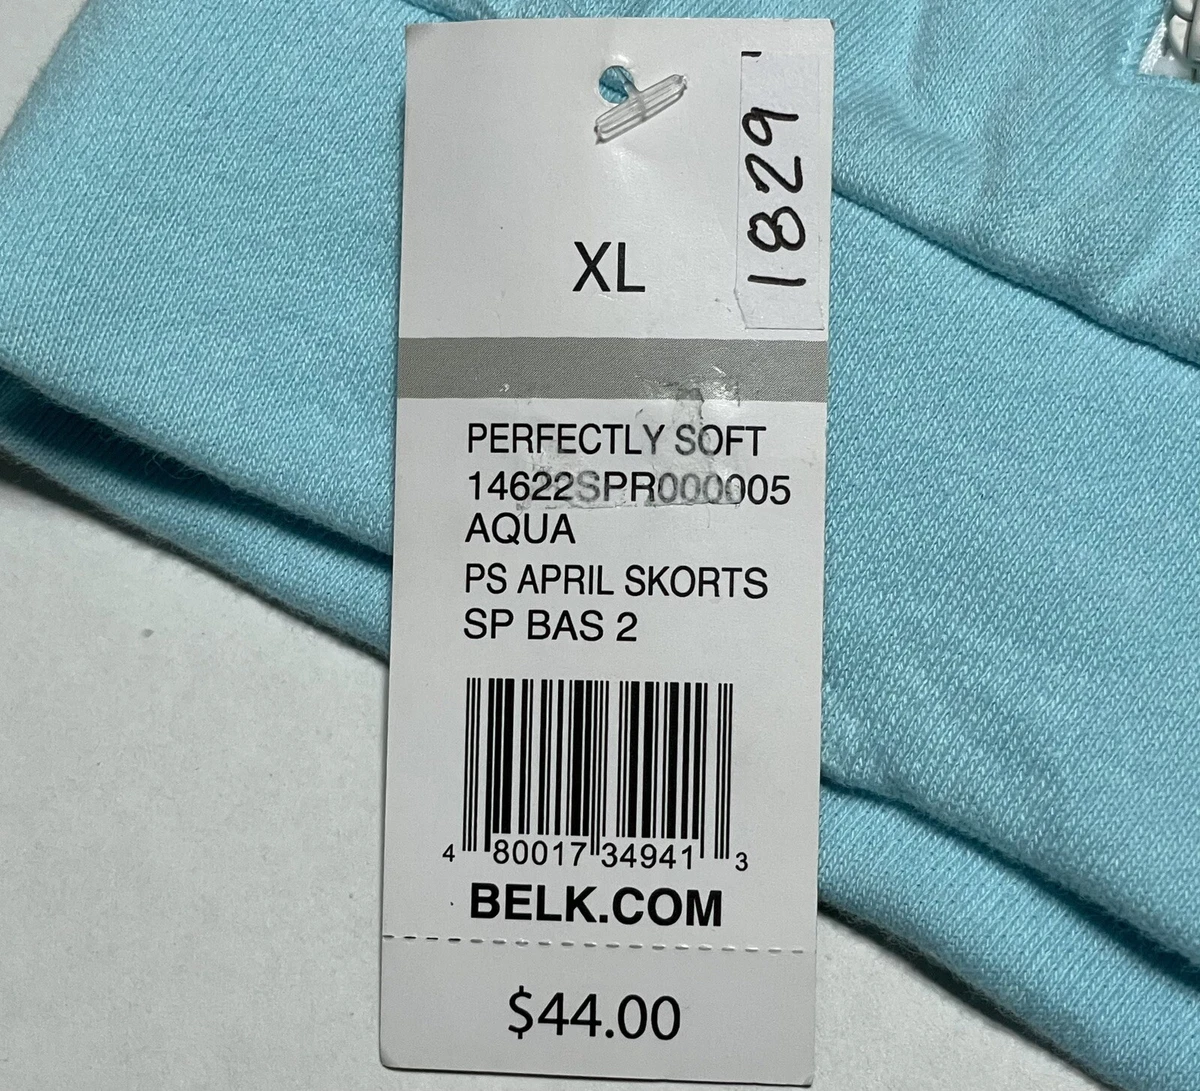 1829
XL
PERFECTLY SOFT
14622SPR000005
AQUA
PS APRIL SKORTS
SP BAS 2
4 80017 34941 3
BELK.COM
$44.00